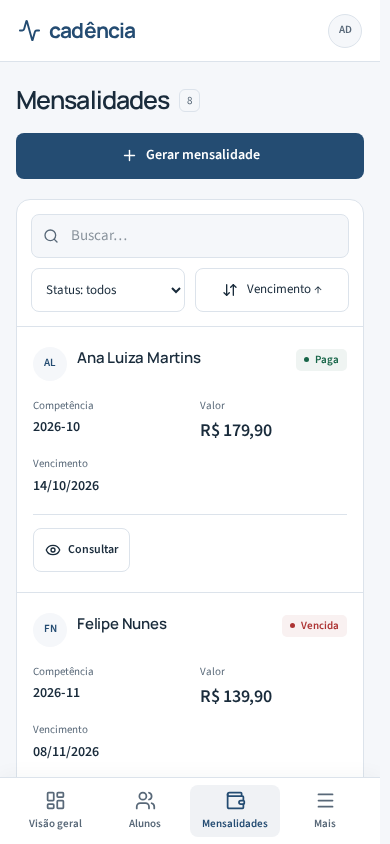 cadência
AD
Mensalidades 8
Gerar mensalidade
Buscar...
Status: todos
Vencimento ↑
AL
Ana Luiza Martins
Paga
Competência
Valor
2026-10
R$ 179,90
Vencimento
14/10/2026
Consultar
FN
Felipe Nunes
Vencida
Competência
Valor
2026-11
R$ 139,90
Vencimento
08/11/2026
Visão geral
Alunos
Mensalidades
Mais